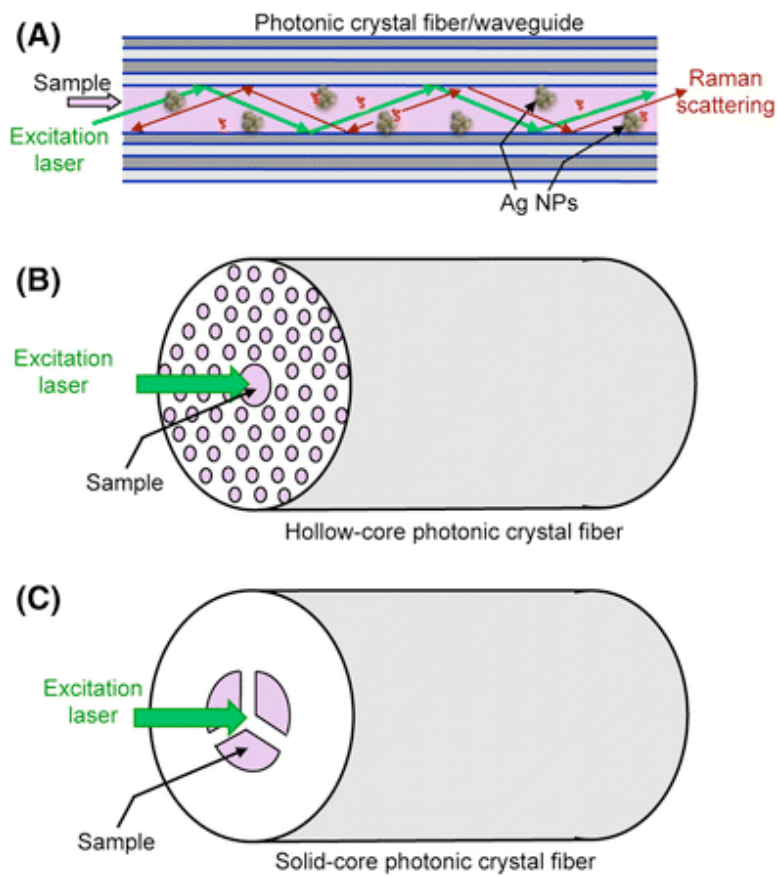 (A)
Photonic crystal fiber/waveguide
Sample
Excitation
laser
Raman
scattering
Ag NPs
(B)
Excitation
laser
Sample
Hollow-core photonic crystal fiber
(C)
Excitation
laser
Sample
Solid-core photonic crystal fiber